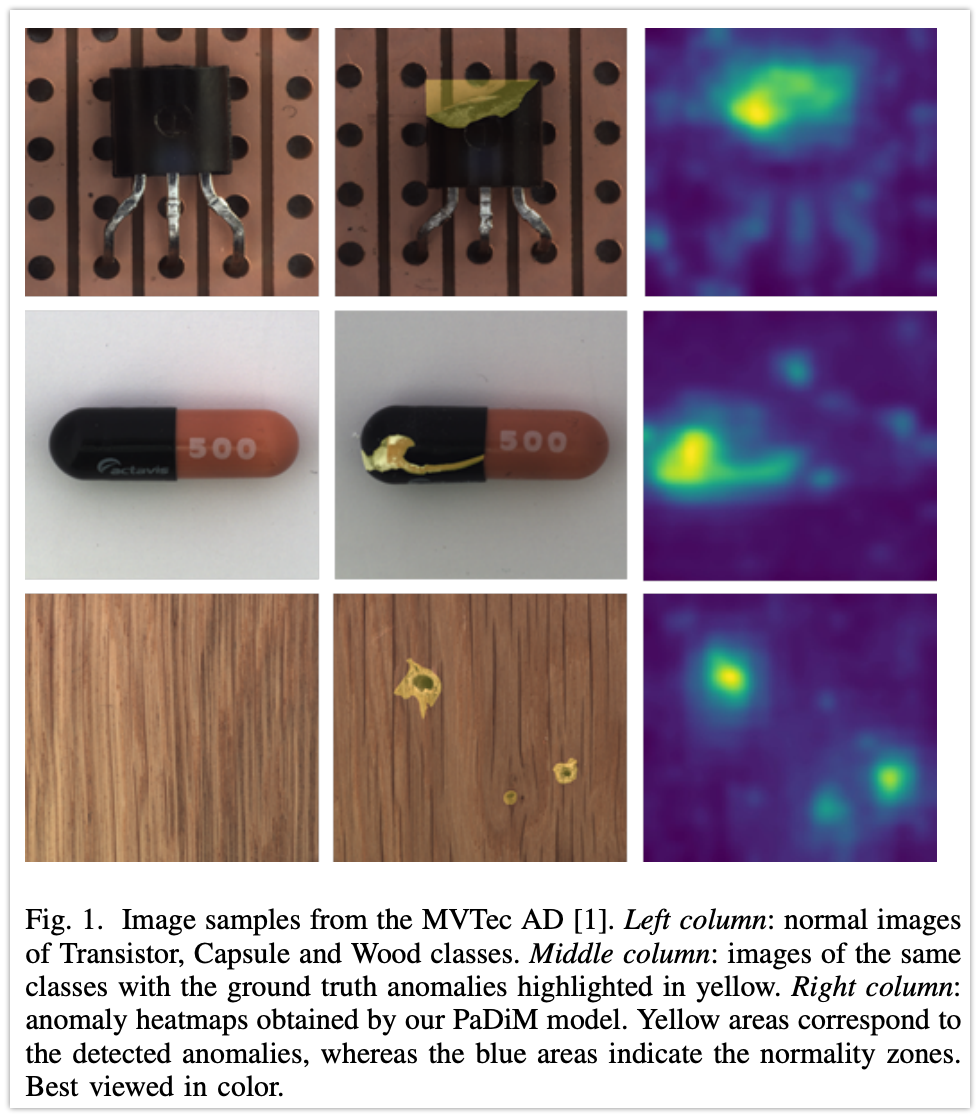 actavis
500
500
Fig. 1. Image samples from the MVTec AD [1]. Left column: normal images
of Transistor, Capsule and Wood classes. Middle column: images of the same
classes with the ground truth anomalies highlighted in yellow. Right column:
anomaly heatmaps obtained by our PaDiM model. Yellow areas correspond to
the detected anomalies, whereas the blue areas indicate the normality zones.
Best viewed in color.